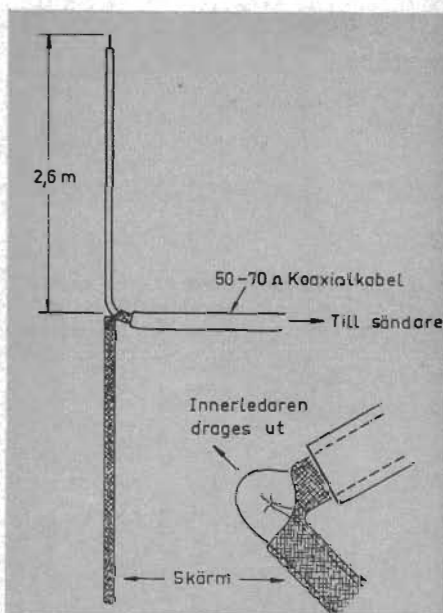 2,6 m
50-70 Ω Koaxialkabel
Till sändare
Innerledaren
drages ut
Skärm